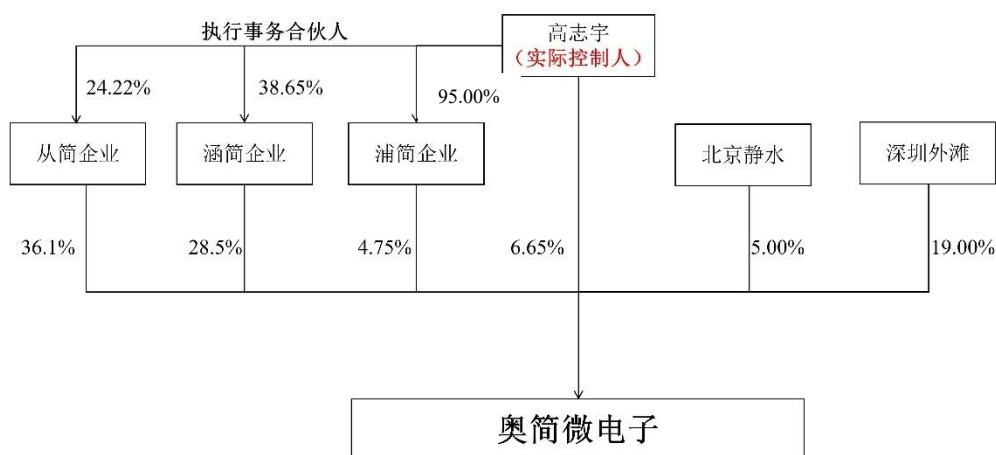 执行事务合伙人
高志宇
（实际控制人）
24.22%
38.65%
95.00%
从简企业
涵简企业
浦简企业
北京静水
深圳外滩
36.1%
28.5%
4.75%
6.65%
5.00%
19.00%
奥简微电子